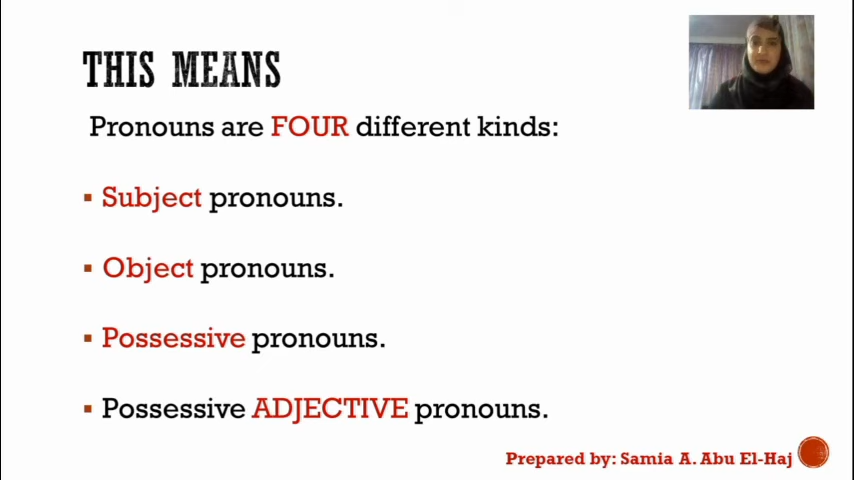 THIS MEANS
Pronouns are FOUR different kinds:
Subject pronouns.
Object pronouns.
Possessive pronouns.
Possessive ADJECTIVE pronouns.
Prepared by: Samia A. Abu El-Haj